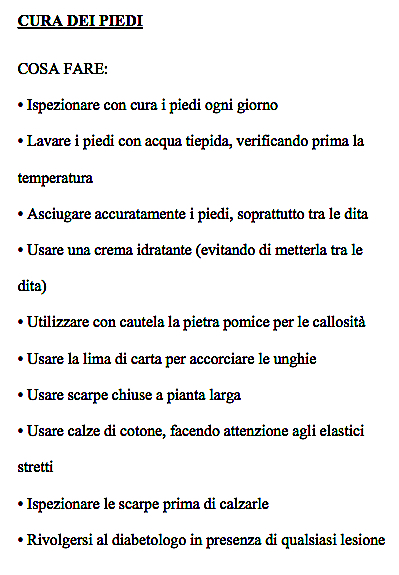 CURA DEI PIEDI
COSA FARE:
• Ispezionare con cura i piedi ogni giorno
• Lavare i piedi con acqua tiepida, verificando prima la
temperatura
• Asciugare accuratamente i piedi, soprattutto tra le dita
• Usare una crema idratante (evitando di metterla tra le
dita)
• Utilizzare con cautela la pietra pomice per le callosità
• Usare la lima di carta per accorciare le unghie
• Usare scarpe chiuse a pianta larga
• Usare calze di cotone, facendo attenzione agli elastici
stretti
• Ispezionare le scarpe prima di calzarle
• Rivolgersi al diabetologo in presenza di qualsiasi lesione